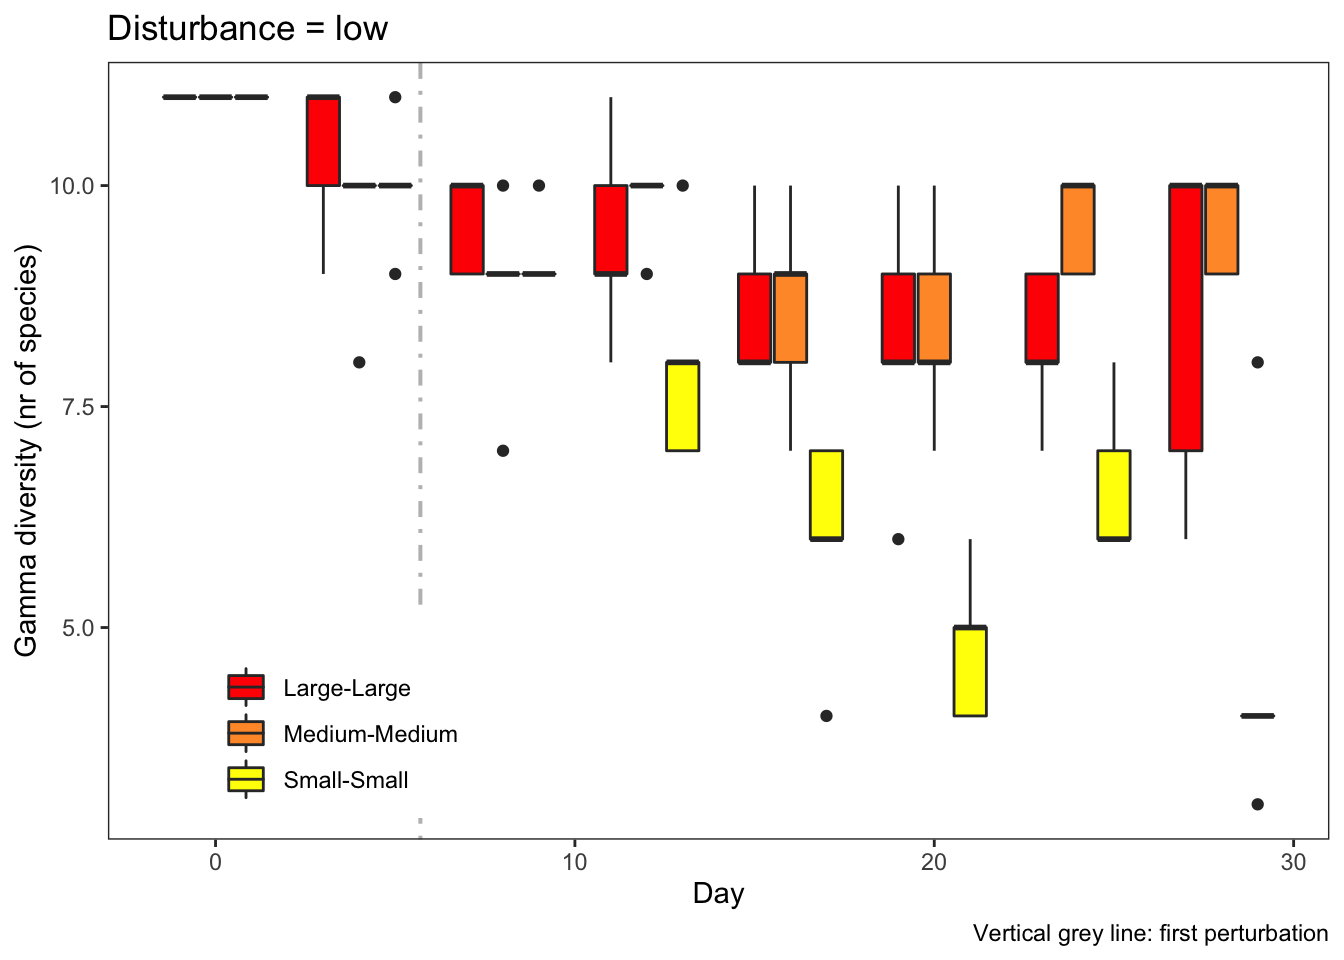 Disturbance = low
Gamma diversity (nr of species)
10.0
7.5
5.0
Large-Large
Medium-Medium
Small-Small
0
10
20
30
Day
Vertical grey line: first perturbation